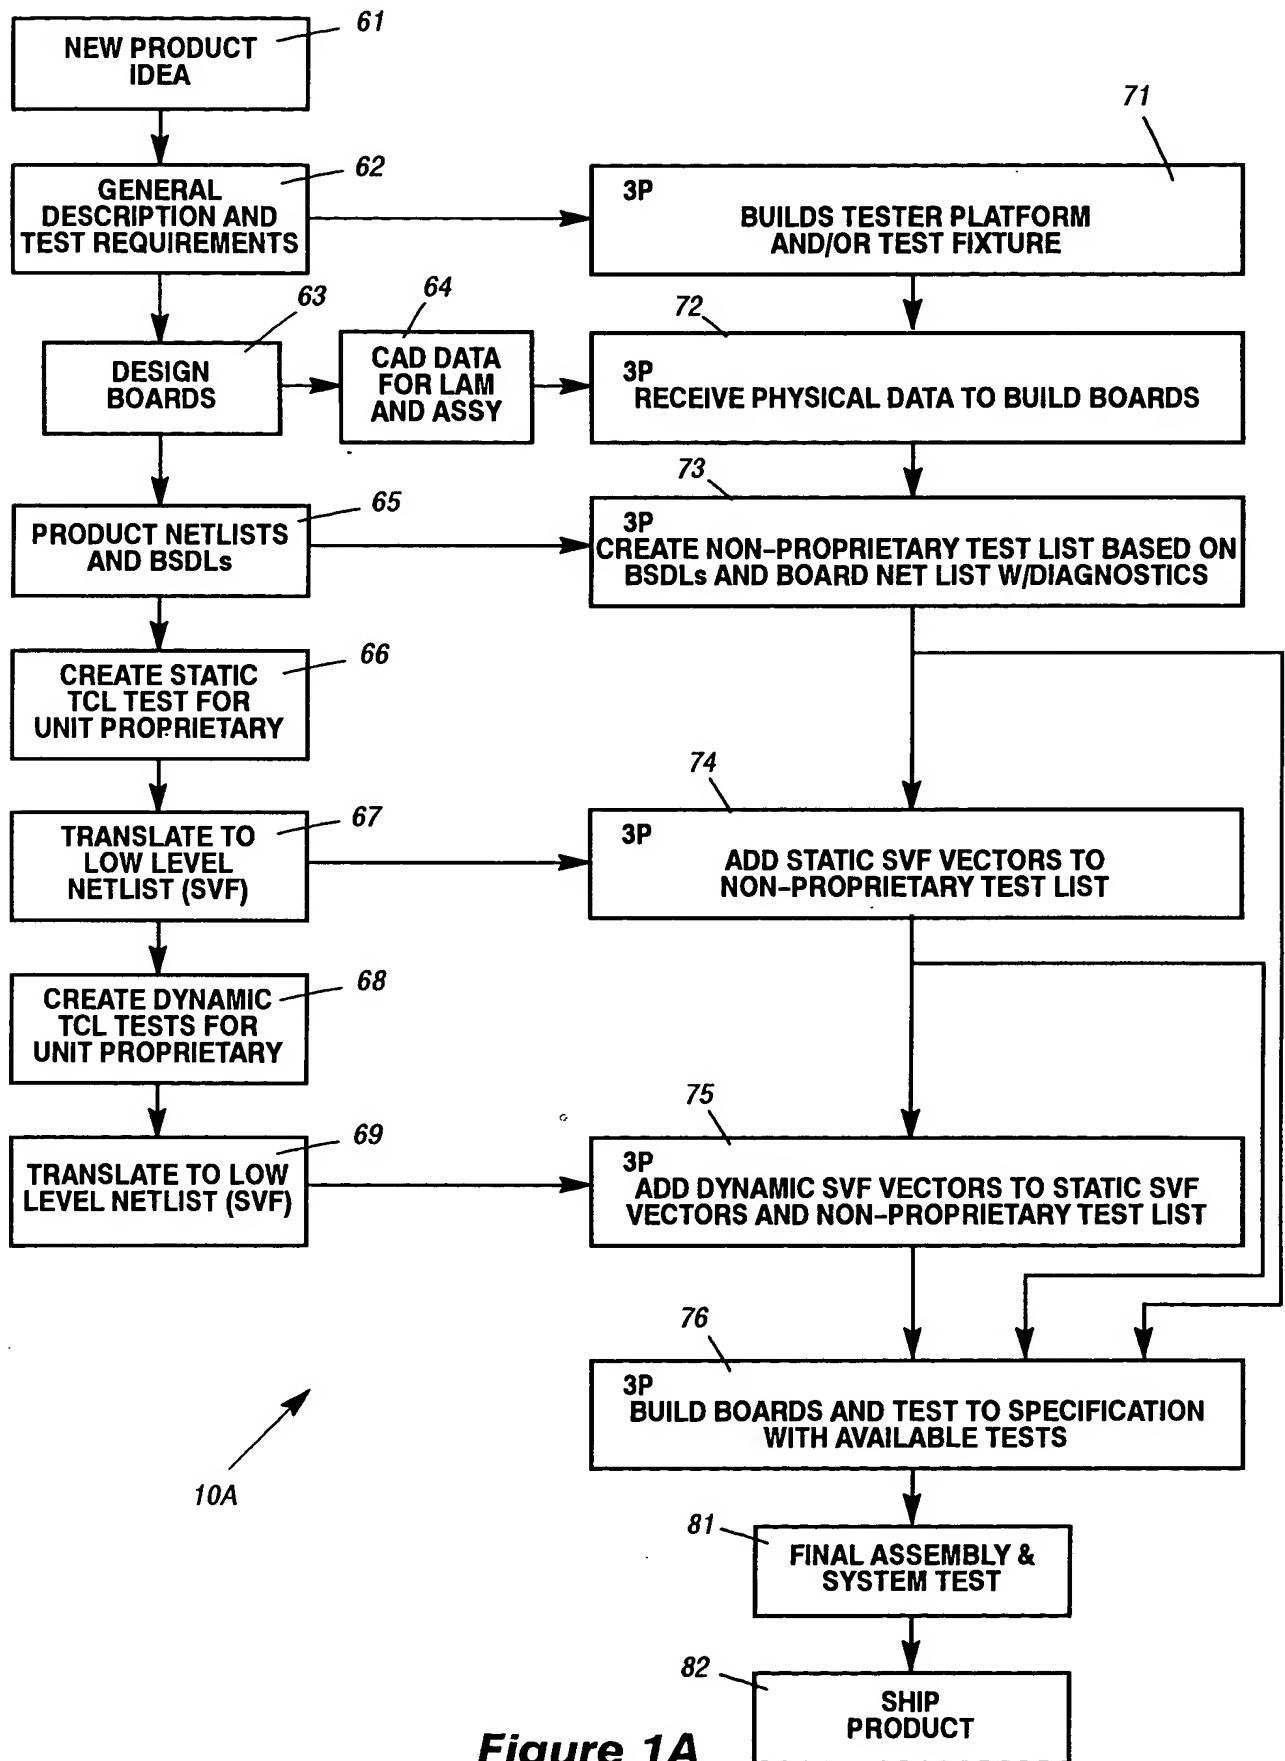 61
NEW PRODUCT
IDEA
71
62
GENERAL
DESCRIPTION AND
TEST REQUIREMENTS
3P
BUILDS TESTER PLATFORM
AND/OR TEST FIXTURE
63
DESIGN
BOARDS
64
CAD DATA
FOR LAM
AND ASSY
72
3P
RECEIVE PHYSICAL DATA TO BUILD BOARDS
65
PRODUCT NETLISTS
AND BSDLs
73
3P
CREATE NON-PROPRIETARY TEST LIST BASED ON
BSDLs AND BOARD NET LIST W/DIAGNOSTICS
66
CREATE STATIC
TCL TEST FOR
UNIT PROPRIETARY
67
TRANSLATE TO
LOW LEVEL
NETLIST (SVF)
74
3P
ADD STATIC SVF VECTORS TO
NON-PROPRIETARY TEST LIST
68
CREATE DYNAMIC
TCL TESTS FOR
UNIT PROPRIETARY
69
TRANSLATE TO LOW
LEVEL NETLIST (SVF)
75
3P
ADD DYNAMIC SVF VECTORS TO STATIC SVF
VECTORS AND NON-PROPRIETARY TEST LIST
76
3P
BUILD BOARDS AND TEST TO SPECIFICATION
WITH AVAILABLE TESTS
10A
81
FINAL ASSEMBLY &
SYSTEM TEST
82
SHIP
PRODUCT
Figure 1A